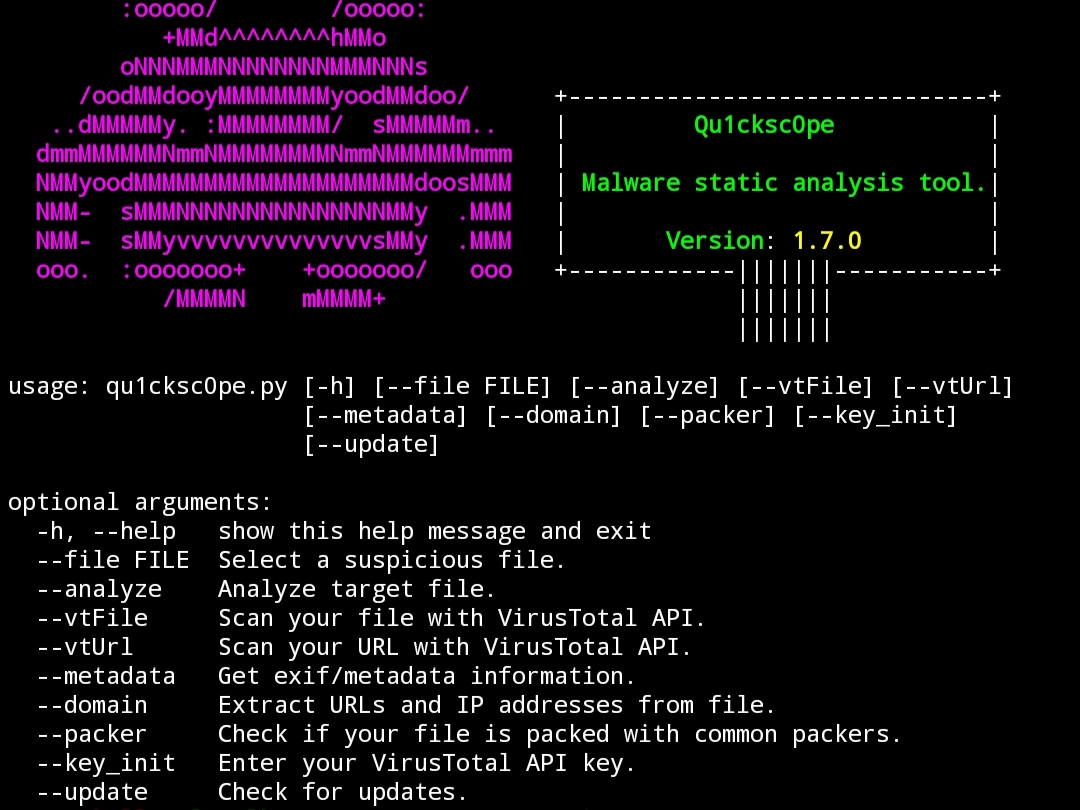 :ooooo/        /ooooo:
+MMd^^^^^^^^hMMo
oNNNMMMNNNNNNNNNMMMNNNs
/oodMMdooyMMMMMMMMyoodMMdoo/
..dMMMMMy. :MMMMMMMM/  sMMMMMm..
dmmMMMMMMNmmNMMMMMMMMNmmNMMMMMMMmmm
NMMyoodMMMMMMMMMMMMMMMMMMMMdoosMMM
NMM-  sMMMNNNNNNNNNNNNNNNMMy  .MMM
NMM-  sMMyvvvvvvvvvvvvvvsMMy  .MMM
ooo.  :ooooooo+    +ooooooo/   ooo
/MMMMN    mMMMM+
+------------------------------+
|         Qu1cksc0pe           |
|                              |
| Malware static analysis tool.|
|                              |
|       Version: 1.7.0         |
+------------|||||||-----------+
|||||||
|||||||
usage: qu1cksc0pe.py [-h] [--file FILE] [--analyze] [--vtFile] [--vtUrl]
[--metadata] [--domain] [--packer] [--key_init]
[--update]
optional arguments:
-h, --help   show this help message and exit
--file FILE  Select a suspicious file.
--analyze    Analyze target file.
--vtFile     Scan your file with VirusTotal API.
--vtUrl      Scan your URL with VirusTotal API.
--metadata   Get exif/metadata information.
--domain     Extract URLs and IP addresses from file.
--packer     Check if your file is packed with common packers.
--key_init   Enter your VirusTotal API key.
--update     Check for updates.